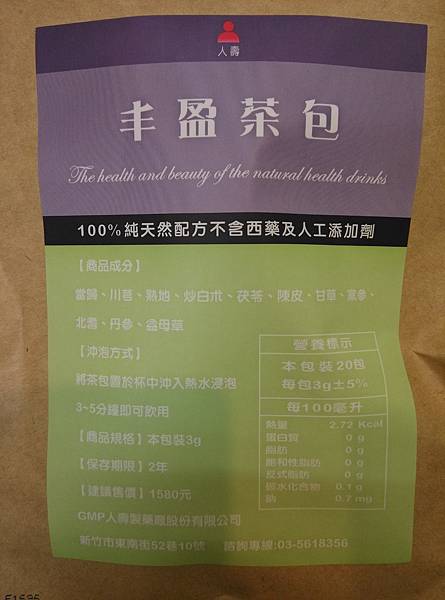 人壽
丰盈茶包
The health and beauty of the natural health drinks
100%純天然配方不含西藥及人工添加劑
【商品成分】
當歸、川芎、熟地、炒白朮、茯苓、陳皮、甘草、黨參、
北耆、丹參、益母草
【沖泡方式】
將茶包置於杯中沖入熱水浸泡
3~5分鐘即可飲用
【商品規格】本包裝3g
【保存期限】2年
【建議售價】1580元
GMP人壽製藥廠股份有限公司
新竹市東南街52巷10號 諮詢專線:03-5618356
營養標示
本包裝20包
每包3g±5%
每100毫升
熱量 2.72 Kcal
蛋白質 0 g
脂肪 0 g
飽和性脂肪 0 g
反式脂肪 0 g
碳水化合物 0.1 g
鈉 0.7 mg